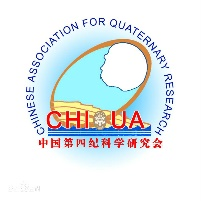 CHINESE ASSOCIATION FOR QUATERNARY RESEARCH
CHI UA
中国第四纪科学研究会